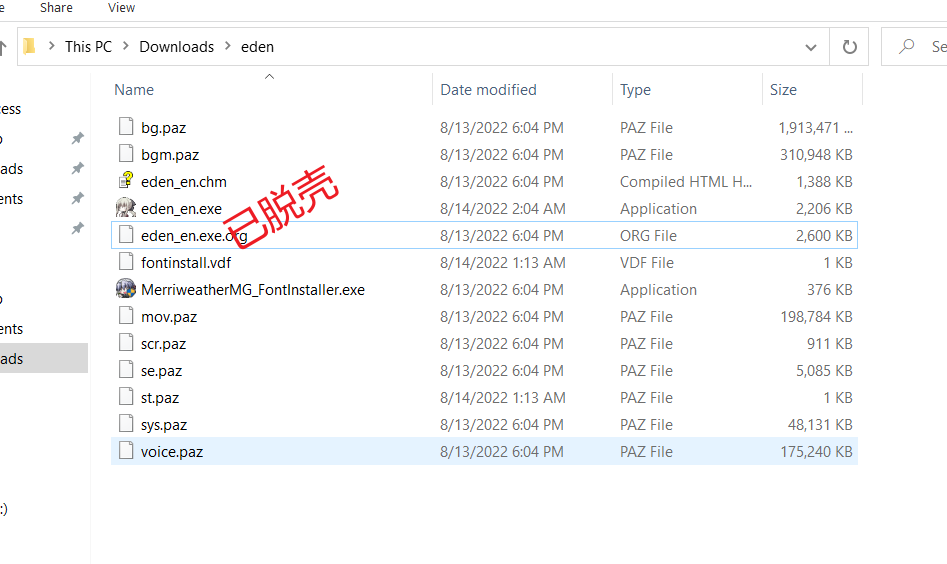 Share View
This PC > Downloads > eden
Se
Name Date modified Type Size
bg.paz 8/13/2022 6:04 PM PAZ File 1,913,471 ...
bgm.paz 8/13/2022 6:04 PM PAZ File 310,948 KB
eden_en.chm 8/13/2022 6:04 PM Compiled HTML H... 1,388 KB
eden_en.exe 8/14/2022 2:04 AM Application 2,206 KB
已脱壳
eden_en.exe.org 8/13/2022 6:04 PM ORG File 2,600 KB
fontinstall.vdf 8/14/2022 1:13 AM VDF File 1 KB
MerriweatherMG_FontInstaller.exe 8/13/2022 6:04 PM Application 376 KB
mov.paz 8/13/2022 6:04 PM PAZ File 198,784 KB
scr.paz 8/13/2022 6:04 PM PAZ File 911 KB
se.paz 8/13/2022 6:04 PM PAZ File 5,085 KB
st.paz 8/14/2022 1:13 AM PAZ File 1 KB
sys.paz 8/13/2022 6:04 PM PAZ File 48,131 KB
voice.paz 8/13/2022 6:04 PM PAZ File 175,240 KB
cess
ads
ents
ents
ads
:)